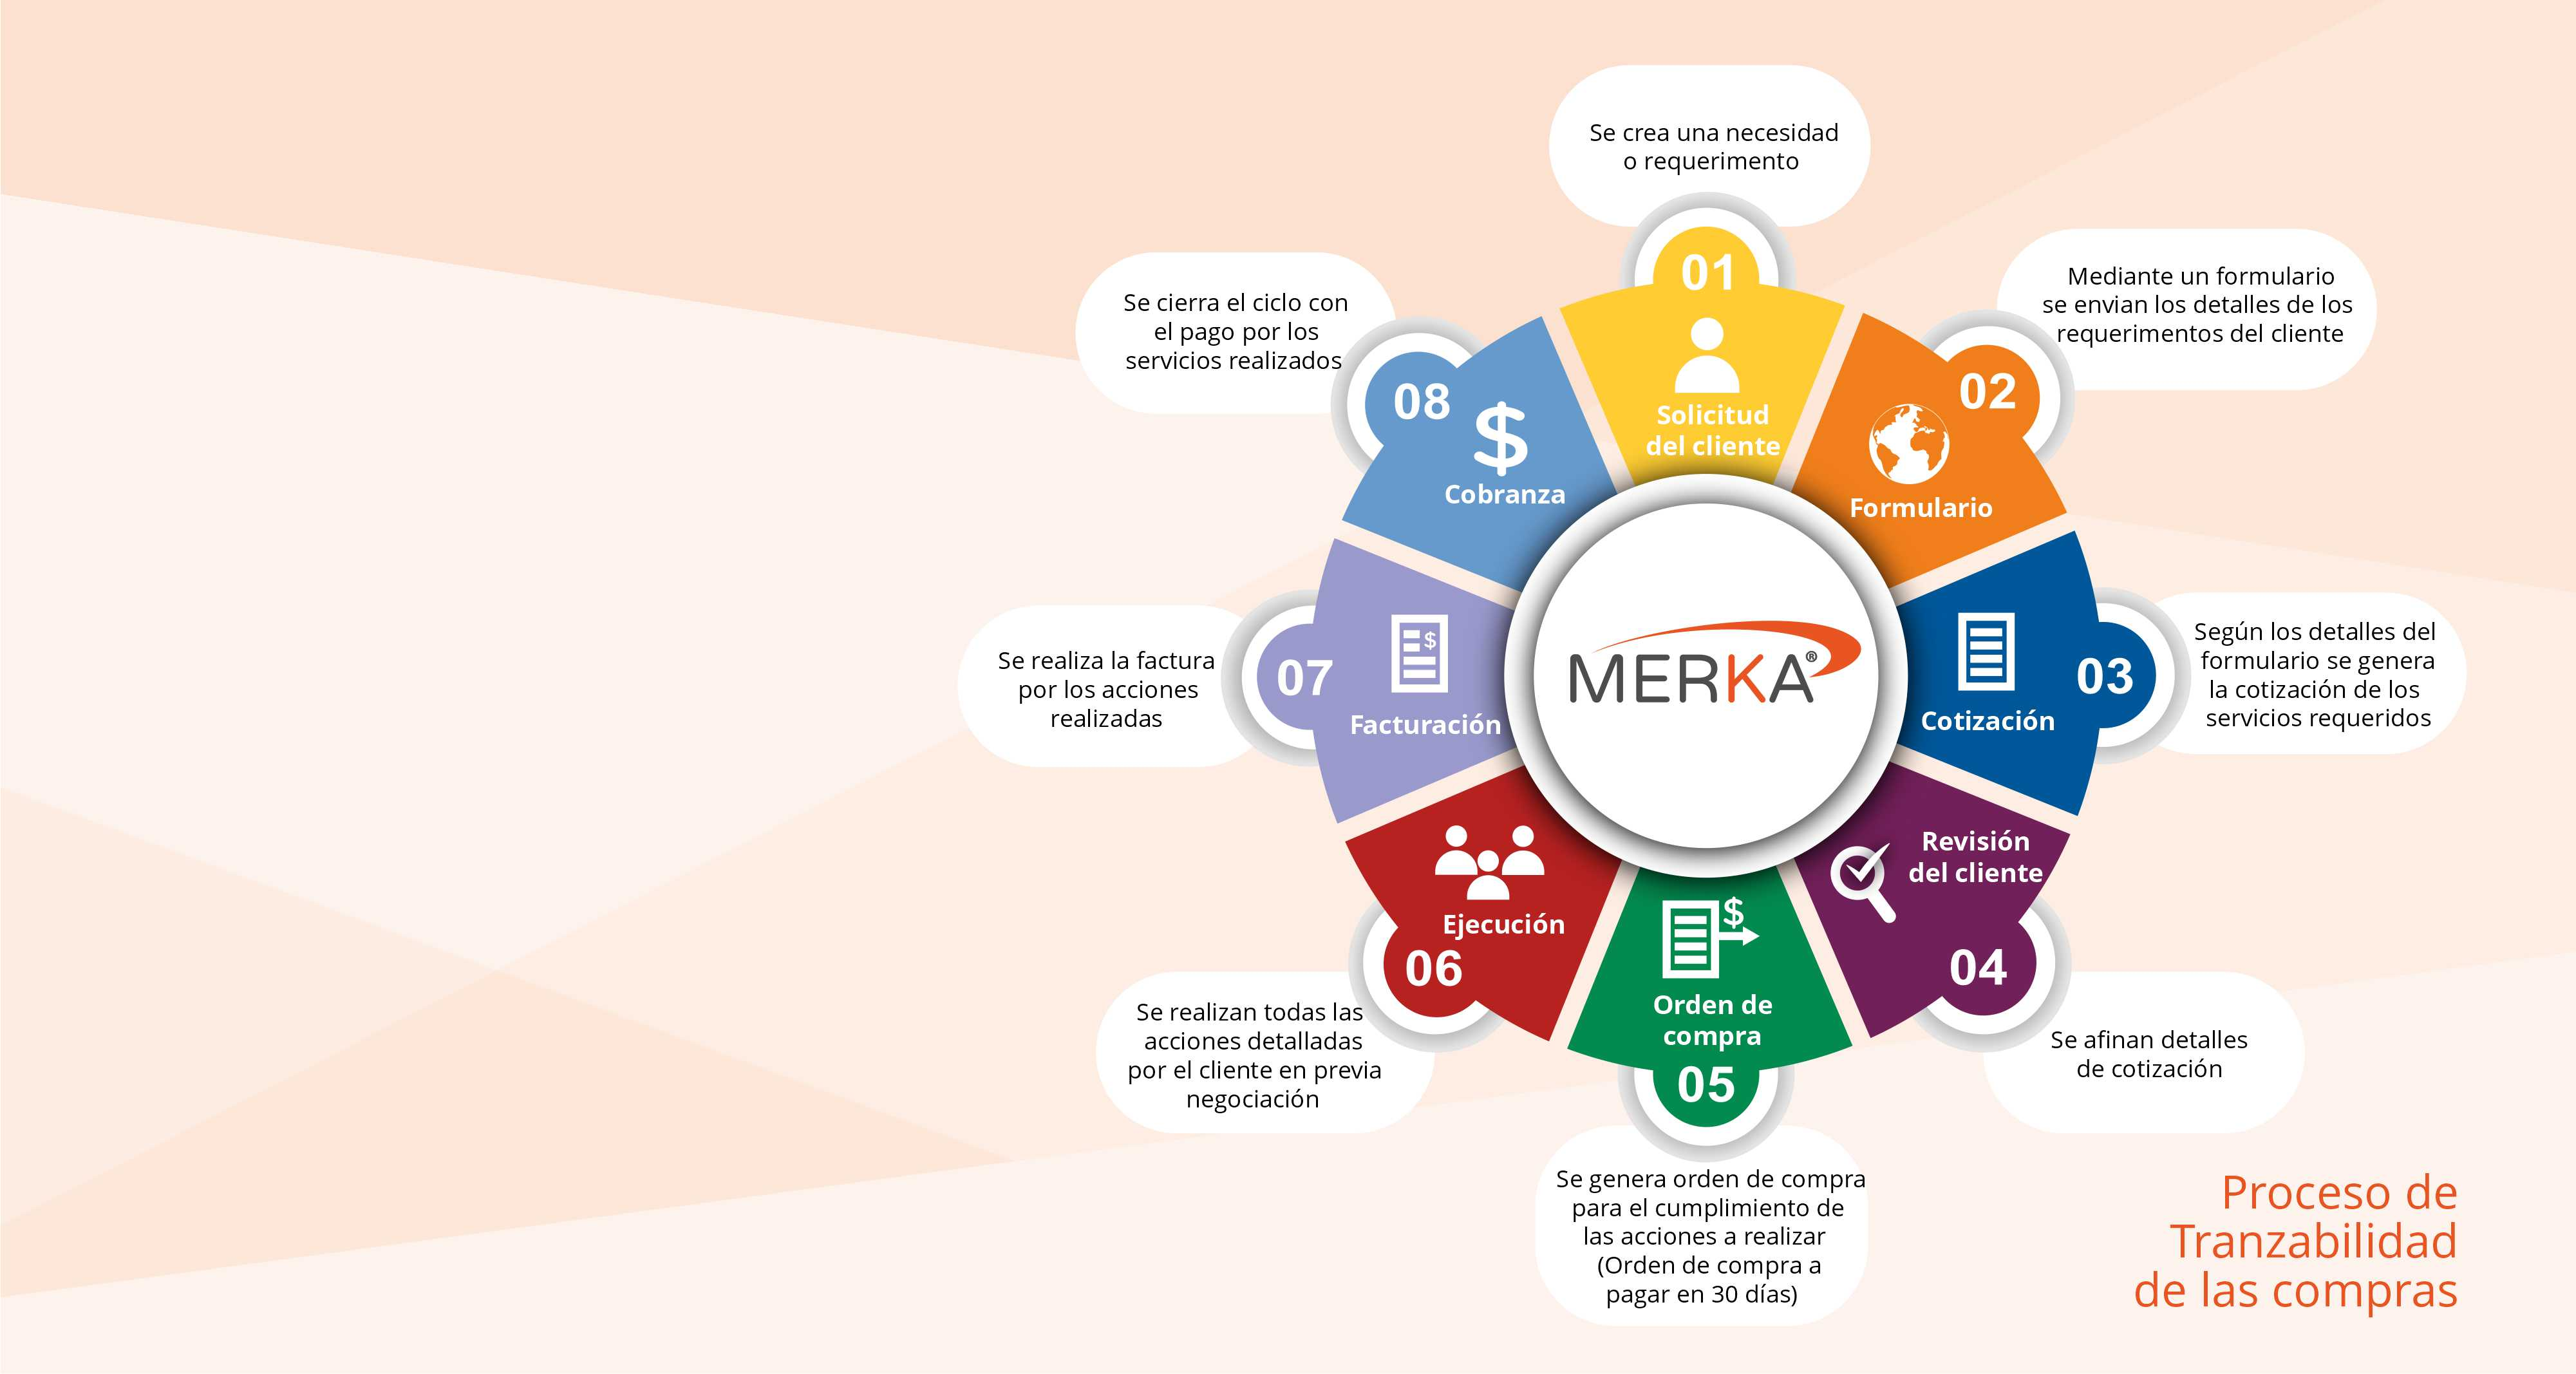 Se crea una necesidad
o requerimento
01
Solicitud
del cliente
Mediante un formulario
se envian los detalles de los
requerimentos del cliente
02
Formulario
Según los detalles del
formulario se genera
la cotización de los
servicios requeridos
03
Cotización
Revisión
del cliente
04
Se afinan detalles
de cotización
$
Orden de
compra
05
Se genera orden de compra
para el cumplimiento de
las acciones a realizar
(Orden de compra a
pagar en 30 días)
Ejecución
06
Se realizan todas las
acciones detalladas
por el cliente en previa
negociación
$
Facturación
07
Se realiza la factura
por los acciones
realizadas
08
$
Cobranza
Se cierra el ciclo con
el pago por los
servicios realizados
MERKA®
Proceso de
Tranzabilidad
de las compras